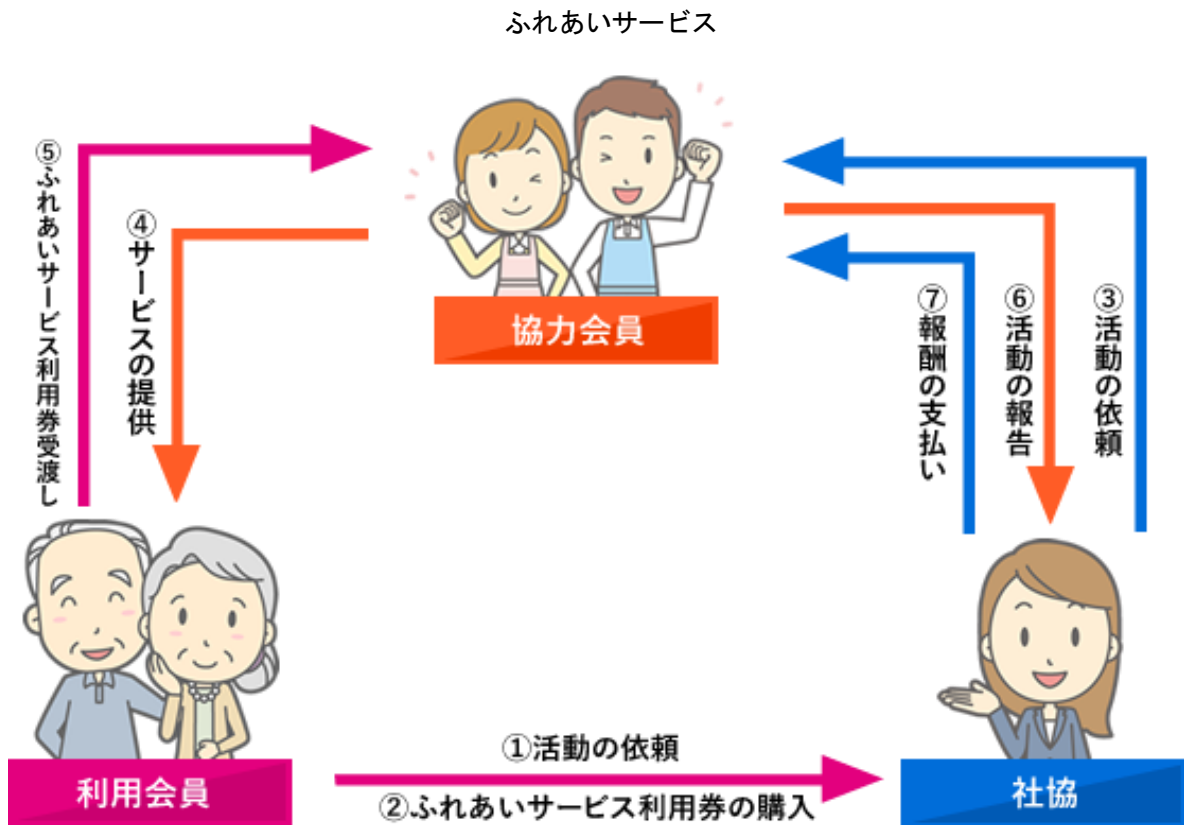 ふれあいサービス
協力会員
⑤ふれあいサービス利用券受渡し
④サービスの提供
⑦報酬の支払い
⑥活動の報告
③活動の依頼
①活動の依頼
②ふれあいサービス利用券の購入
利用会員
社協